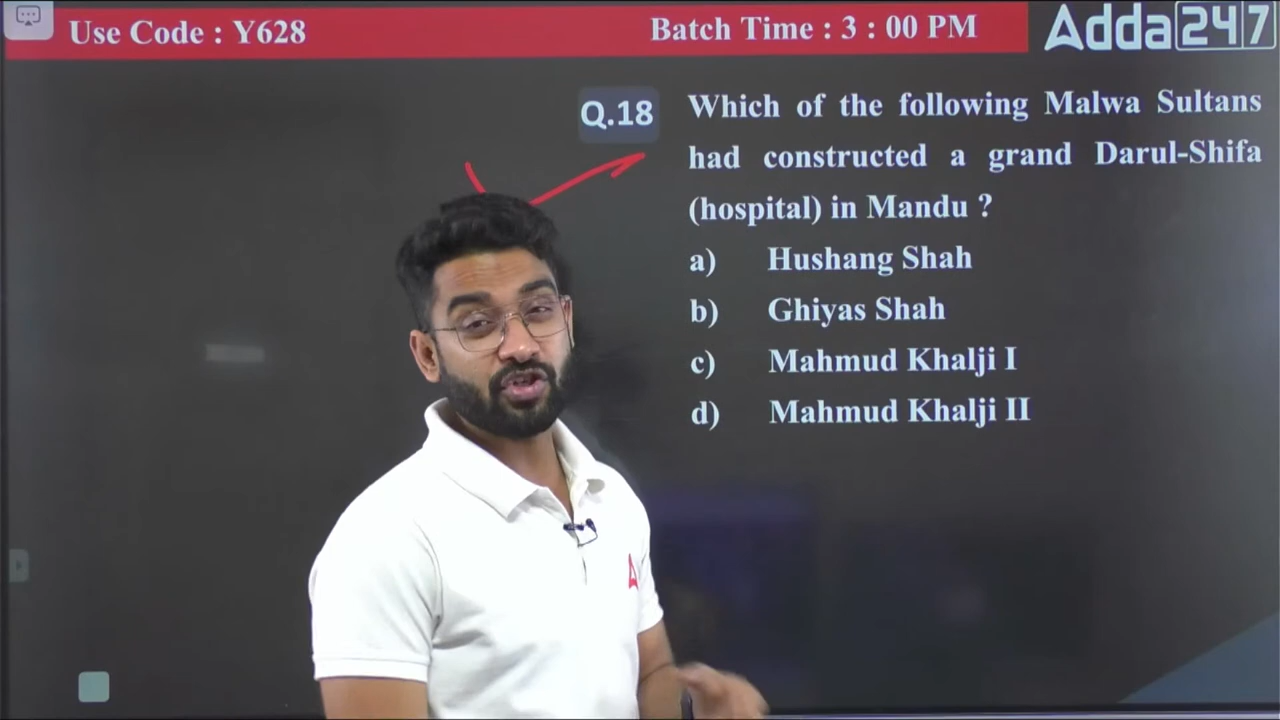 Use Code : Y628
Batch Time : 3 : 00 PM
Adda247
Q.18
Which of the following Malwa Sultans
had constructed a grand Darul-Shifa
(hospital) in Mandu ?
a) Hushang Shah
b) Ghiyas Shah
c) Mahmud Khalji I
d) Mahmud Khalji II